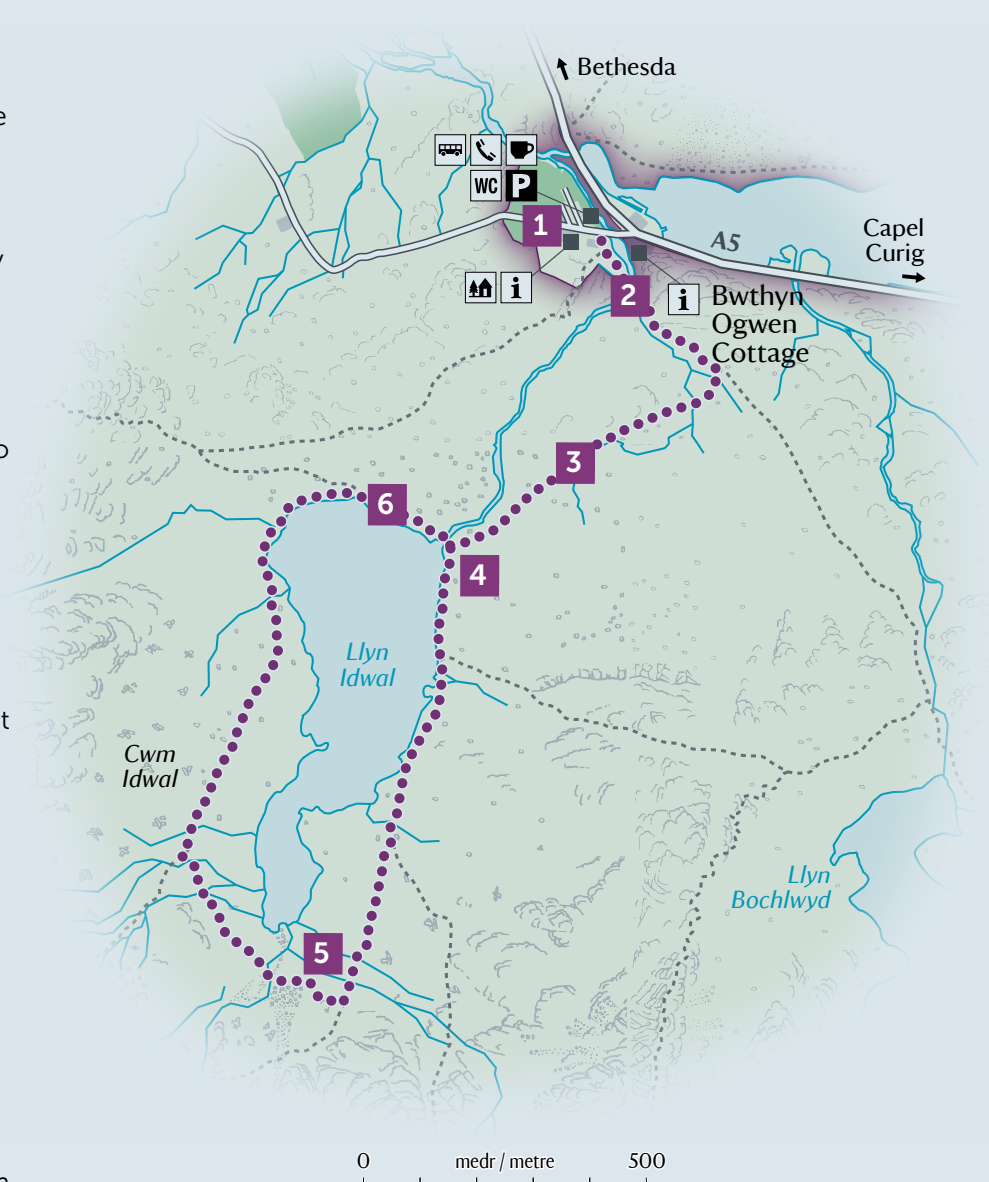 e
y
o
t
n
Bethesda
WC
P
1
A5
Capel
Curig
i
2
i
Bwthyn
Ogwen
Cottage
3
6
4
Llyn
Idwal
Cwm
Idwal
Llyn
Bochlwyd
5
0 medr / metre 500